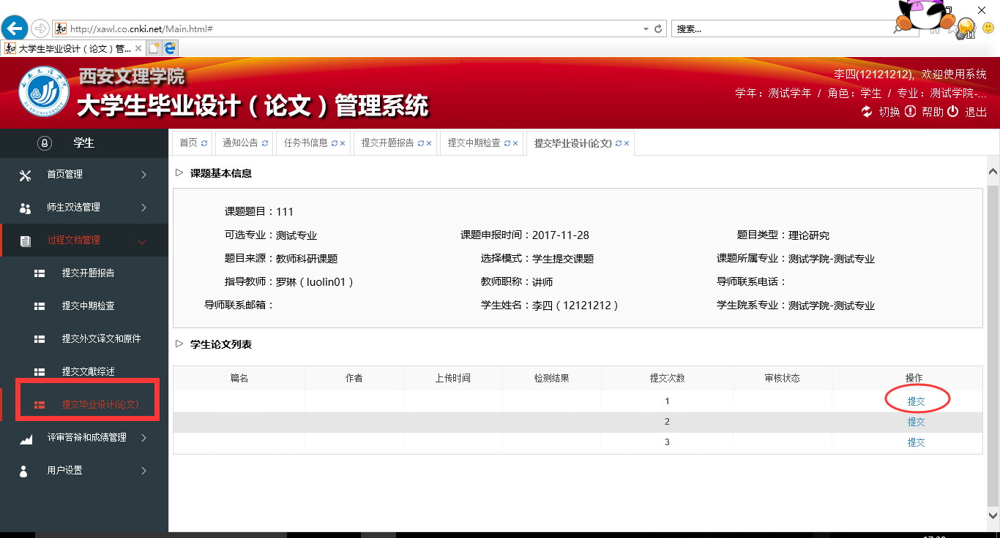 http://xawl.co.cnki.net/Main.html#
搜索...
大学生毕业设计（论文）管...
11
西安文理学院
大学生毕业设计（论文）管理系统
李四(12121212)，欢迎使用系统
学年：测试学年 / 角色：学生 / 专业：测试学院-...
切换 帮助 退出
学生
首页管理
师生双选管理
过程文档管理
提交开题报告
提交中期检查
提交外文译文和原件
提交文献综述
提交毕业设计(论文)
评审答辩和成绩管理
用户设置
首页 通知公告 任务书信息 提交开题报告 提交中期检查 提交毕业设计(论文)
课题基本信息
课题题目：111
可选专业：测试专业 课题申报时间：2017-11-28 题目类型：理论研究
题目来源：教师科研课题 选择模式：学生提交课题 课题所属专业：测试学院-测试专业
指导教师：罗琳（luolin01） 教师职称：讲师 导师联系电话：
导师联系邮箱： 学生姓名：李四（12121212） 学生院系专业：测试学院-测试专业
学生论文列表
篇名 作者 上传时间 检测结果 提交次数 审核状态 操作
1 提交
2 提交
3 提交